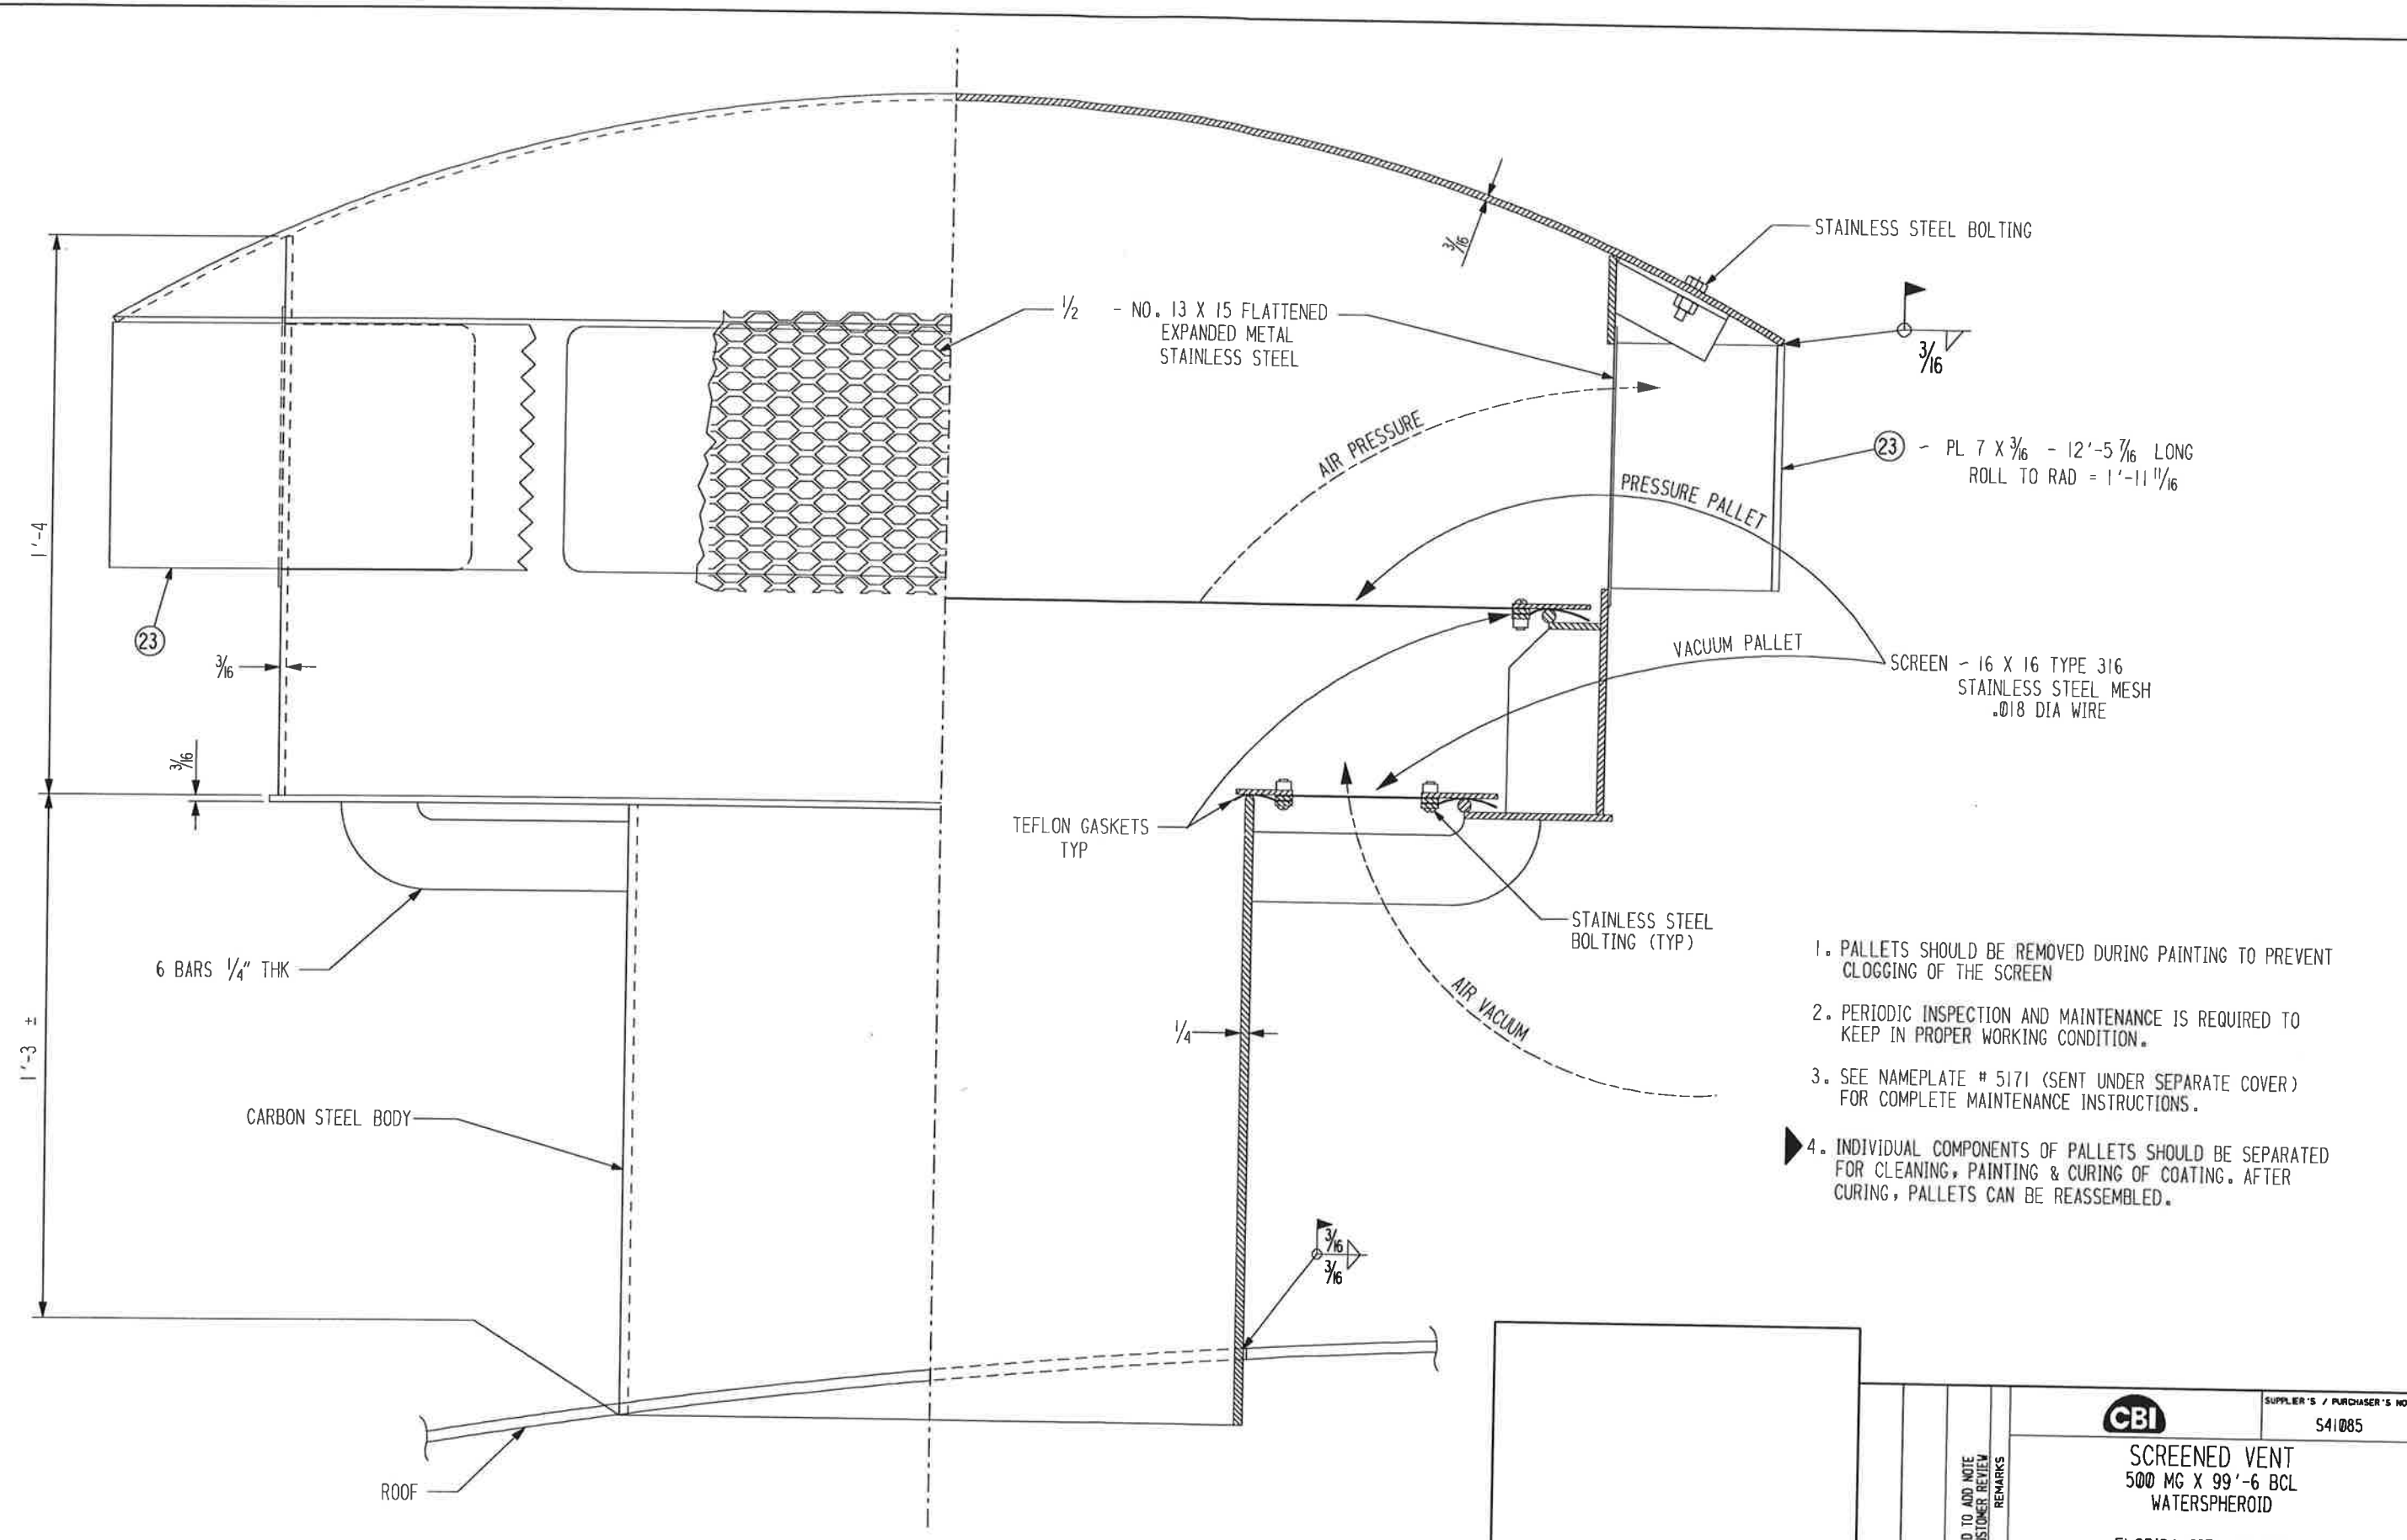 STAINLESS STEEL BOLTING
3/16
1/2 - NO. 13 X 15 FLATTENED
EXPANDED METAL
STAINLESS STEEL
3/16
AIR PRESSURE
23 - PL 7 X 3/16 - 12'-5 7/16 LONG
ROLL TO RAD = 1'-11 11/16
PRESSURE PALLET
1'-4
23
3/16
VACUUM PALLET
SCREEN - 16 X 16 TYPE 316
STAINLESS STEEL MESH
.018 DIA WIRE
3/16
TEFLON GASKETS
TYP
STAINLESS STEEL
BOLTING (TYP)
6 BARS 1/4" THK
1'-3 ±
1/4
AIR VACUUM
CARBON STEEL BODY
1. PALLETS SHOULD BE REMOVED DURING PAINTING TO PREVENT
CLOGGING OF THE SCREEN
2. PERIODIC INSPECTION AND MAINTENANCE IS REQUIRED TO
KEEP IN PROPER WORKING CONDITION.
3. SEE NAMEPLATE # 5171 (SENT UNDER SEPARATE COVER)
FOR COMPLETE MAINTENANCE INSTRUCTIONS.
4. INDIVIDUAL COMPONENTS OF PALLETS SHOULD BE SEPARATED
FOR CLEANING, PAINTING & CURING OF COATING. AFTER
CURING, PALLETS CAN BE REASSEMBLED.
3/16
3/16
ROOF
CBI
SUPPLIER'S / PURCHASER'S NO
S41085
SCREENED VENT
500 MG X 99'-6 BCL
WATERSPHEROID
TO ADD NOTE
REVIEW
REMARKS